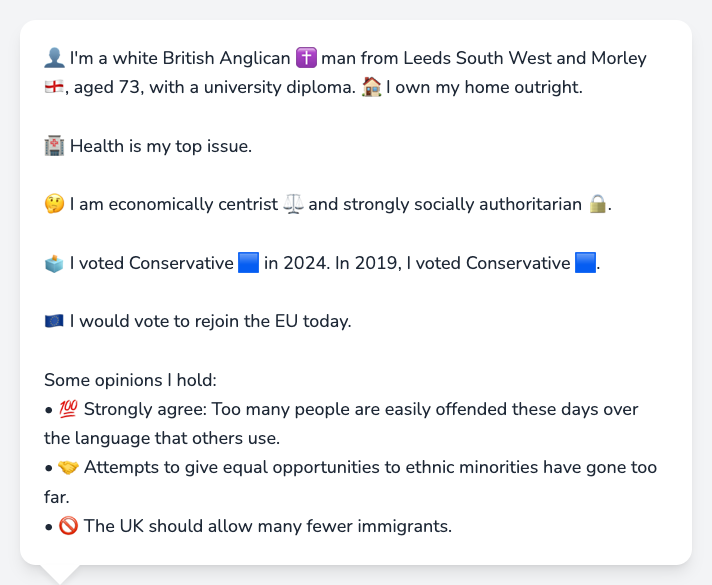 👤 I'm a white British Anglican ✝️ man from Leeds South West and Morley
🏴󠁧󠁢󠁥󠁮󠁧󠁿, aged 73, with a university diploma. 🏠 I own my home outright.
🏥 Health is my top issue.
🤔 I am economically centrist ⚖️ and strongly socially authoritarian 🔒.
🗳️ I voted Conservative 🟦 in 2024. In 2019, I voted Conservative 🟦.
🇪🇺 I would vote to rejoin the EU today.
Some opinions I hold:
• 💯 Strongly agree: Too many people are easily offended these days over
the language that others use.
• 🤝 Attempts to give equal opportunities to ethnic minorities have gone too
far.
• 🚫 The UK should allow many fewer immigrants.